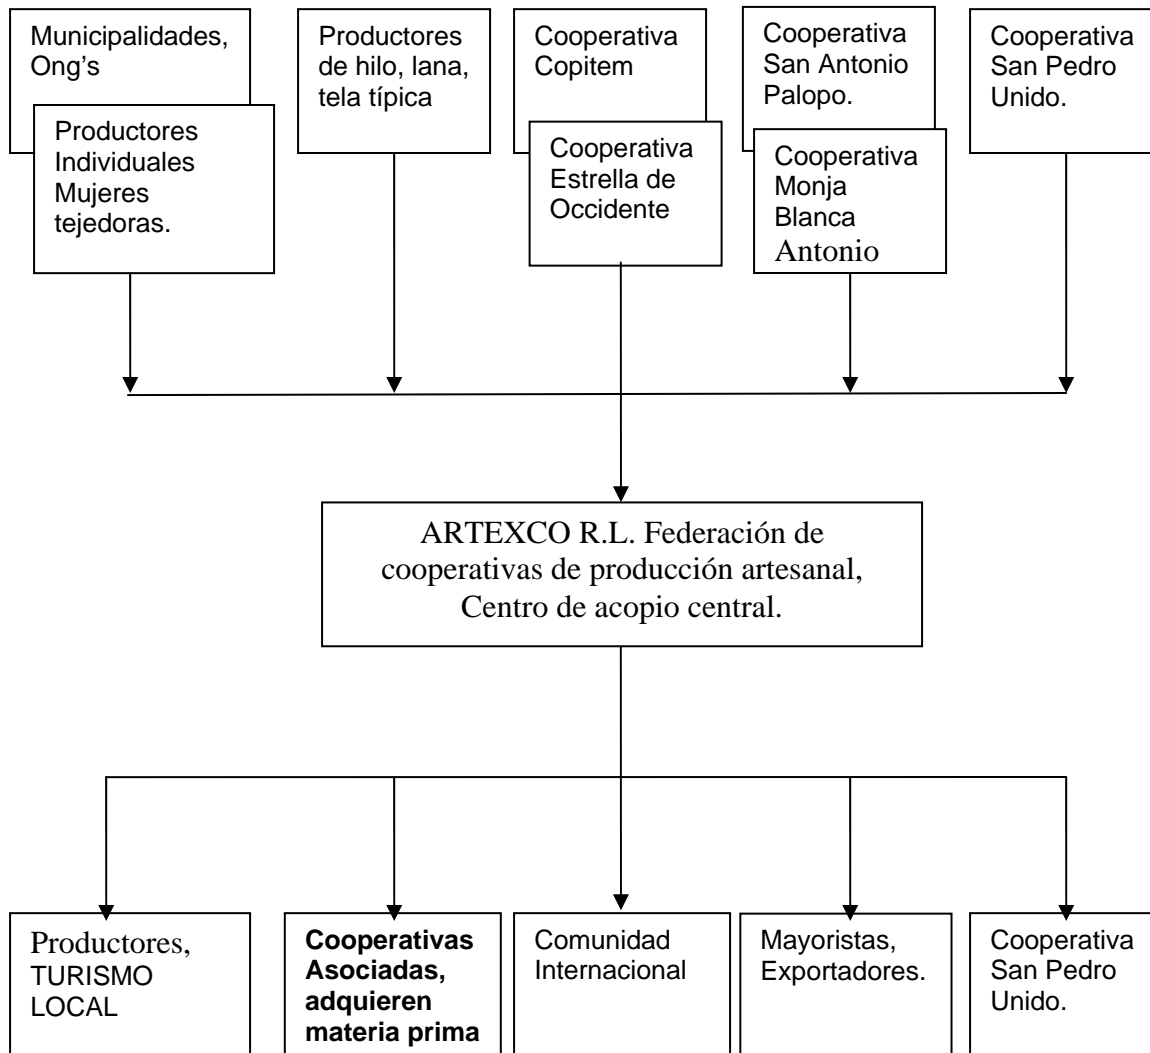 Municipalidades,
Ong's
Productores
Individuales
Mujeres
tejedoras.
Productores
de hilo, lana,
tela típica
Cooperativa
Copitem
Cooperativa
Estrella de
Occidente
Cooperativa
San Antonio
Palopo.
Cooperativa
Monja
Blanca
Antonio
Cooperativa
San Pedro
Unido.
ARTEXCO R.L. Federación de
cooperativas de producción artesanal,
Centro de acopio central.
Productores,
TURISMO
LOCAL
Cooperativas
Asociadas,
adquieren
materia prima
Comunidad
Internacional
Mayoristas,
Exportadores.
Cooperativa
San Pedro
Unido.